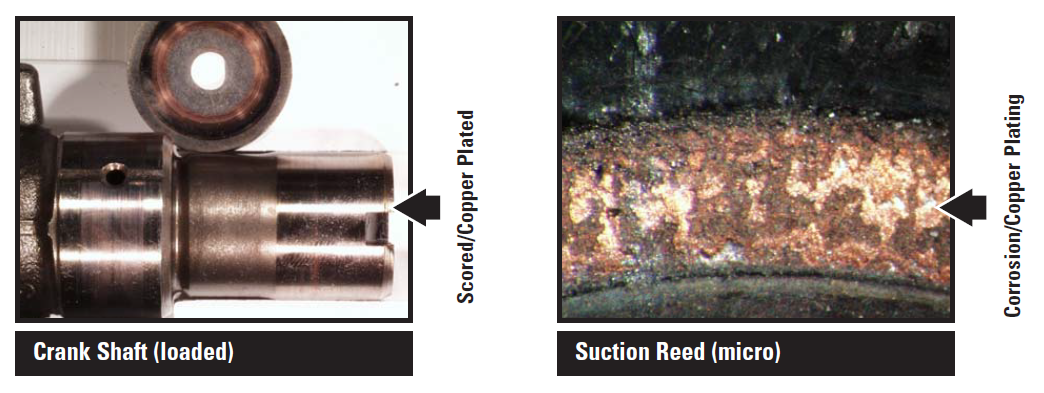 Scored/Copper Plated
Crank Shaft (loaded)
Corrosion/Copper Plating
Suction Reed (micro)